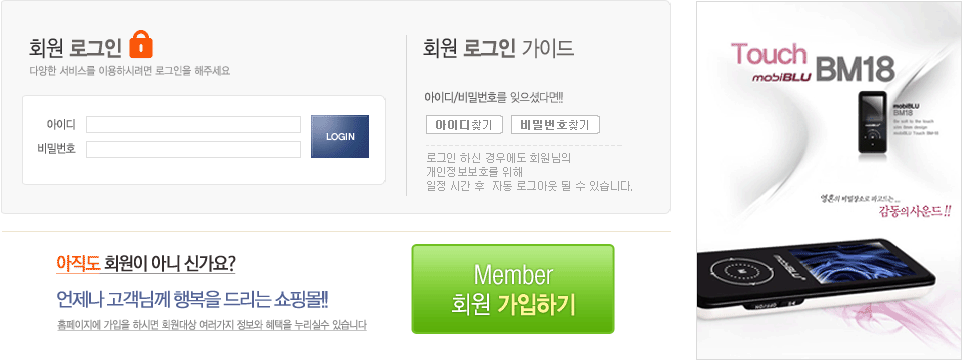 회원 로그인
다양한 서비스를 이용하시려면 로그인을 해주세요
아이디
비밀번호
LOGIN
회원 로그인 가이드
아이디/비밀번호를 잊으셨다면!!
아이디찾기
비밀번호찾기
로그인 하신 경우에도 회원님의
개인정보보호를 위해
일정 시간 후 자동 로그아웃 될 수 있습니다.
아직도 회원이 아니 신가요?
언제나 고객님께 행복을 드리는 쇼핑몰!!
홈페이지에 가입을 하시면 회원대상 여러가지 정보와 혜택을 누리실수 있습니다
Member
회원 가입하기
Touch
mobiBLU BM18
mobiBLU
BM18
mobiBLU Touch BM18
영혼의 비밀장소로 파고드는...
감동의사운드!!
mobiBLU